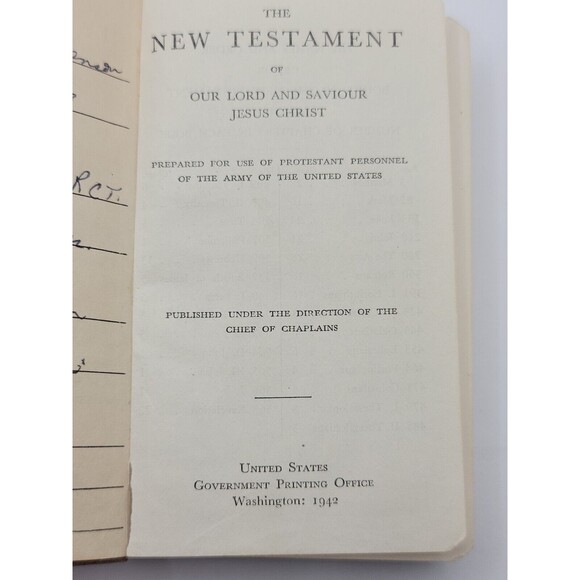 THE
NEW TESTAMENT
OF
OUR LORD AND SAVIOUR
JESUS CHRIST
PREPARED FOR USE OF PROTESTANT PERSONNEL
OF THE ARMY OF THE UNITED STATES
PUBLISHED UNDER THE DIRECTION OF THE
CHIEF OF CHAPLAINS
UNITED STATES
GOVERNMENT PRINTING OFFICE
Washington: 1942
RCT.